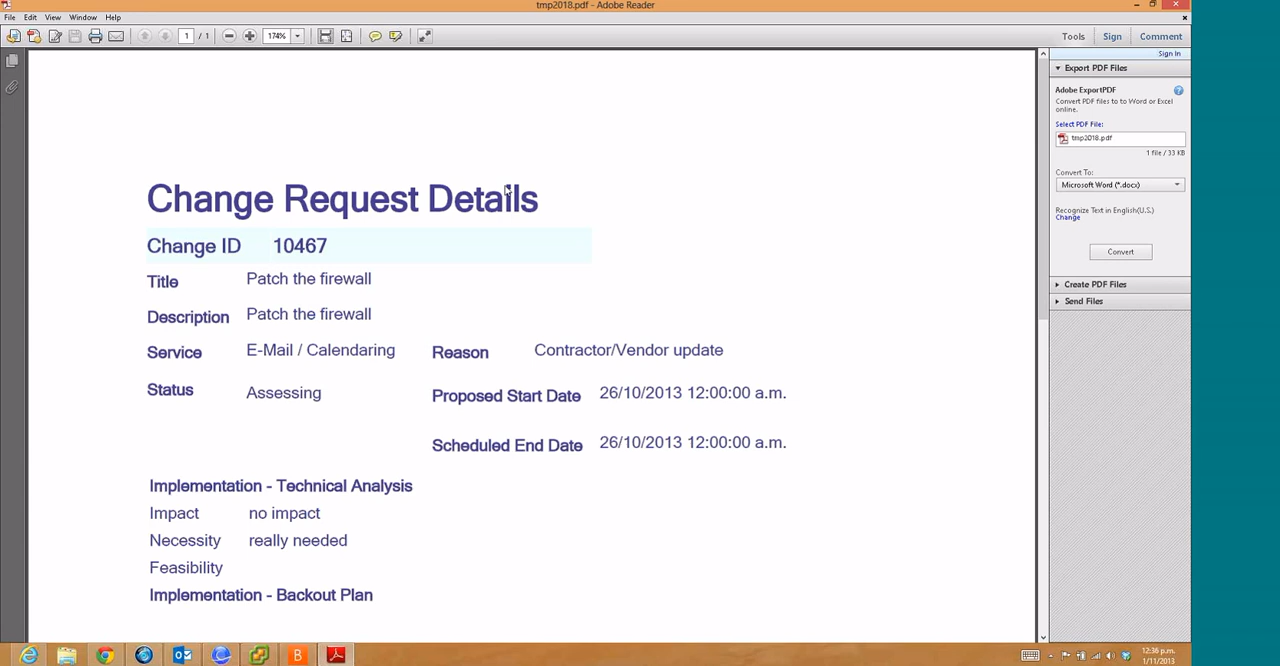 tmp2018.pdf - Adobe Reader
File Edit View Window Help
1 / 1 174% Tools Sign Comment
Sign In
Export PDF Files
Adobe ExportPDF
Convert PDF files to to Word or Excel
online.
Select PDF File:
tmp2018.pdf
1 file / 33 KB
Convert To:
Microsoft Word (*.docx)
Recognize Text in English(U.S.)
Change
Convert
Create PDF Files
Send Files
Change Request Details
Change ID 10467
Title Patch the firewall
Description Patch the firewall
Service E-Mail / Calendaring Reason Contractor/Vendor update
Status Assessing Proposed Start Date 26/10/2013 12:00:00 a.m.
Scheduled End Date 26/10/2013 12:00:00 a.m.
Implementation - Technical Analysis
Impact no impact
Necessity really needed
Feasibility
Implementation - Backout Plan
B
12:36 p.m.
1/11/2013